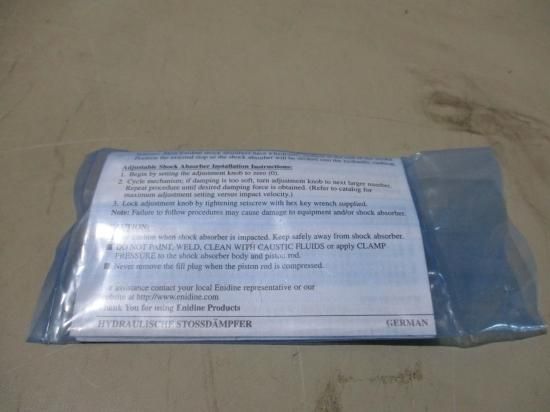 Adjustable Shock Absorber Installation Instructions:
1. Begin by setting the adjustment knob to zero (0).
2. Cycle mechanism; if damping is too soft, turn adjustment knob to next larger number.
Repeat procedure until desired damping force is obtained. (Refer to catalog for
maximum adjustment setting versus impact velocity.)
3. Lock adjustment knob by tightening setscrew with hex key wrench supplied.
Note: Failure to follow procedures may cause damage to equipment and/or shock absorber.
CAUTION:
caution when shock absorber is impacted. Keep safely away from shock absorber.
■ DO NOT PAINT, WELD, CLEAN WITH CAUSTIC FLUIDS or apply CLAMP
PRESSURE to the shock absorber body and piston rod.
■ Never remove the fill plug when the piston rod is compressed.
assistance contact your local Enidine representative or our
website at http://www.enidine.com
Thank You for using Enidine Products
HYDRAULISCHE STOSSDÄMPFER GERMAN